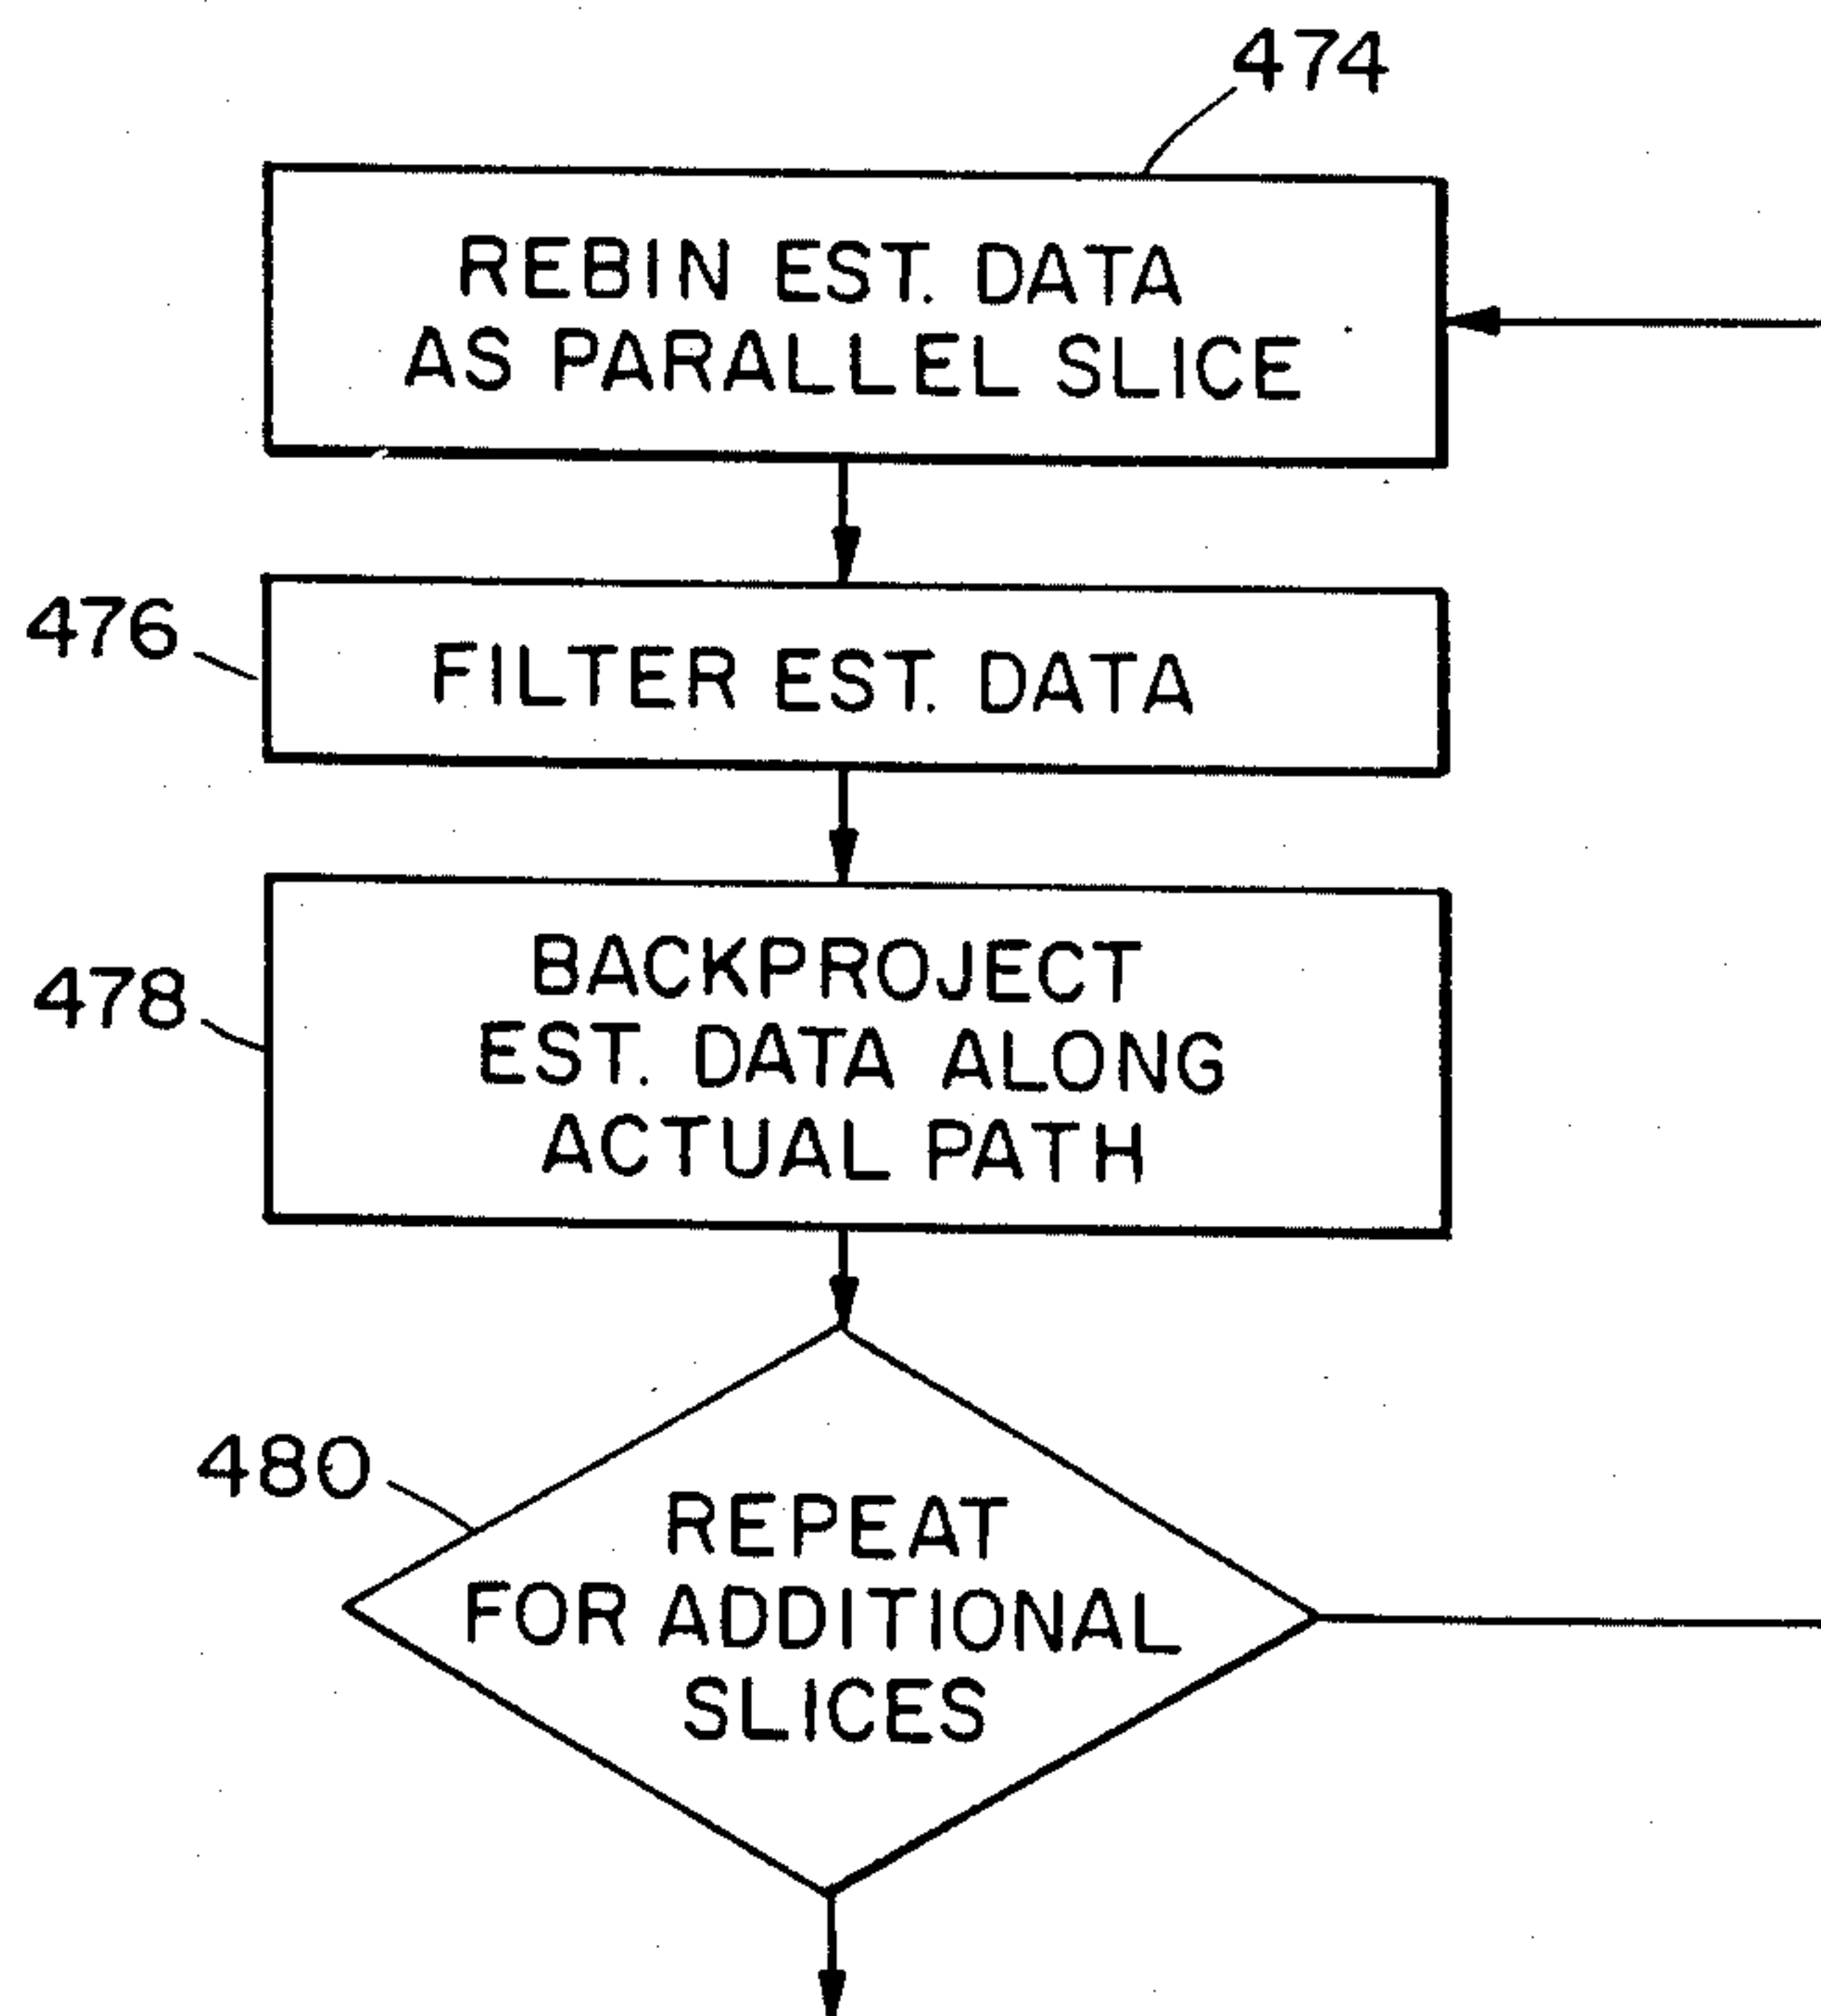 474
REBIN EST. DATA
AS PARALLEL SLICE
476
FILTER EST. DATA
478
BACKPROJECT
EST. DATA ALONG
ACTUAL PATH
480
REPEAT
FOR ADDITIONAL
SLICES